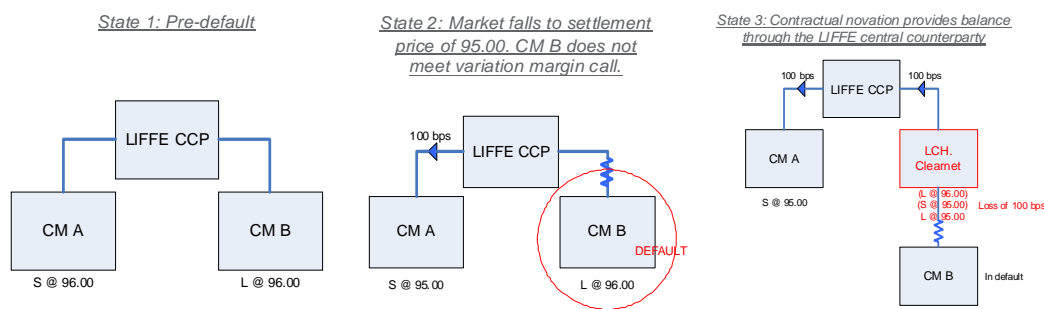 State 1: Pre-default
LIFFE CCP
CM A
CM B
S @ 96.00
L @ 96.00
State 2: Market falls to settlement
price of 95.00. CM B does not
meet variation margin call.
100 bps
LIFFE CCP
CM A
CM B
DEFAULT
S @ 95.00
L @ 96.00
State 3: Contractual novation provides balance
through the LIFFE central counterparty
100 bps
100 bps
LIFFE CCP
CM A
LCH.
Clearnet
S @ 95.00
(L @ 96.00)
(S @ 95.00)
L @ 95.00
Loss of 100 bps
CM B
In default